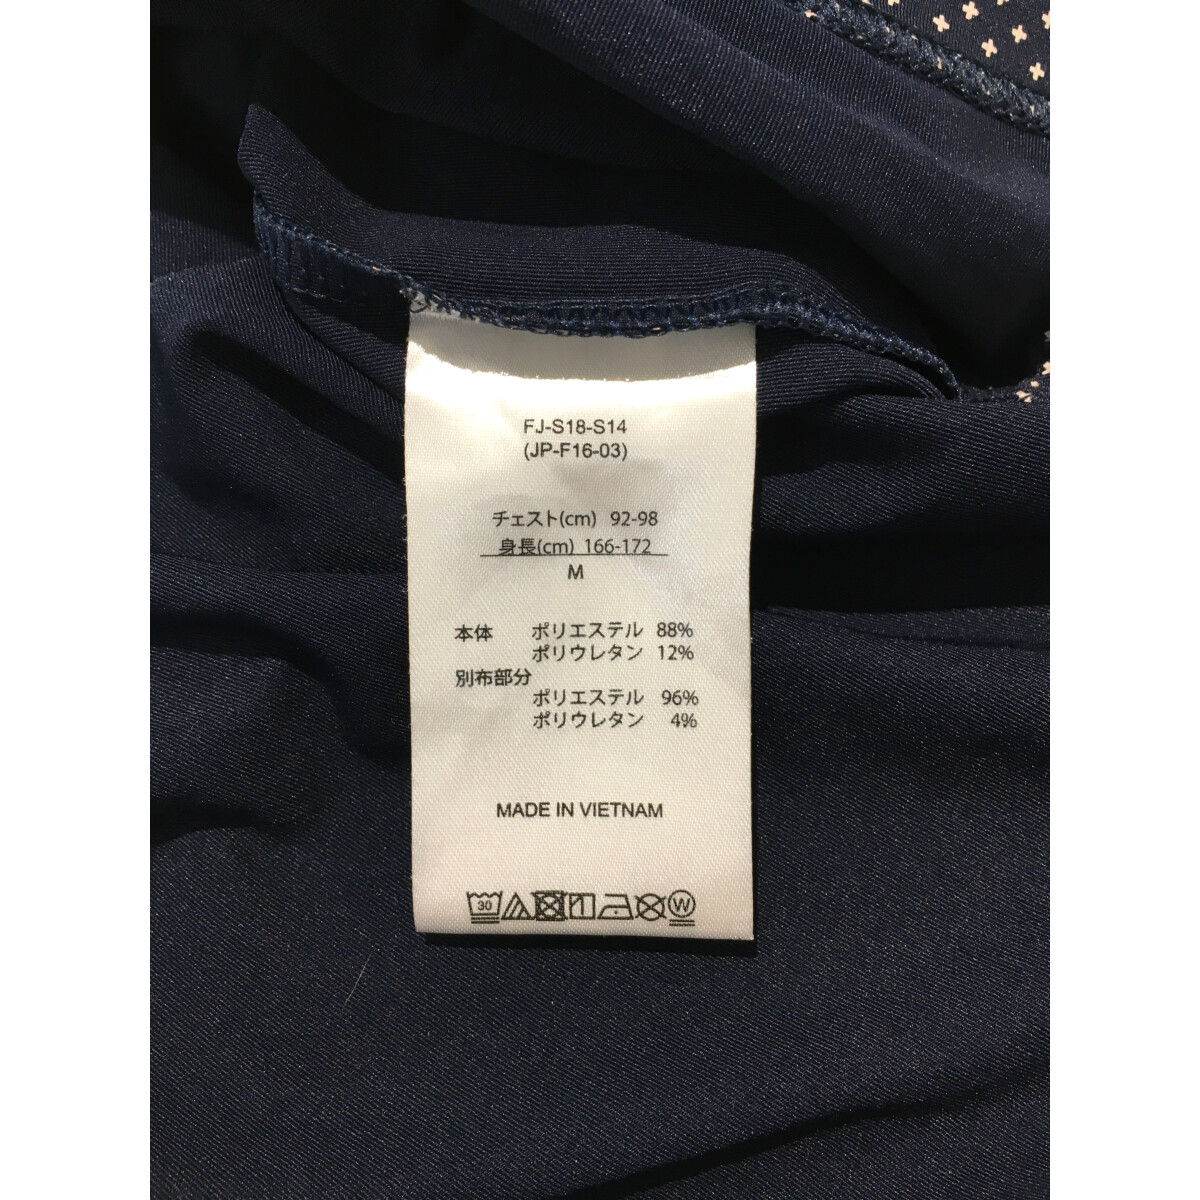 FJ-S18-S14
(JP-F16-03)
チェスト(cm) 92-98
身長(cm) 166-172
M
本体 ポリエステル 88%
ポリウレタン 12%
別布部分
ポリエステル 96%
ポリウレタン 4%
MADE IN VIETNAM
30 W